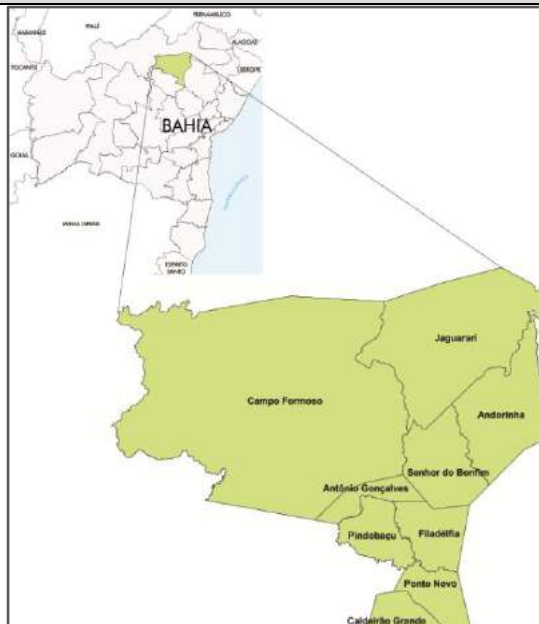 PERNAMBUCO
PIAUÍ
MARANHÃO
ALAGOAS
TOCANTINS
SERGIPE
BAHIA
GOIÁS
MINAS GERAIS
ESPÍRITO
SANTO
Jaguarari
Campo Formoso
Andorinha
Senhor do Bonfim
Antônio Gonçalves
Pindobaçu
Filadélfia
Ponto Novo
Caldeirão Grande